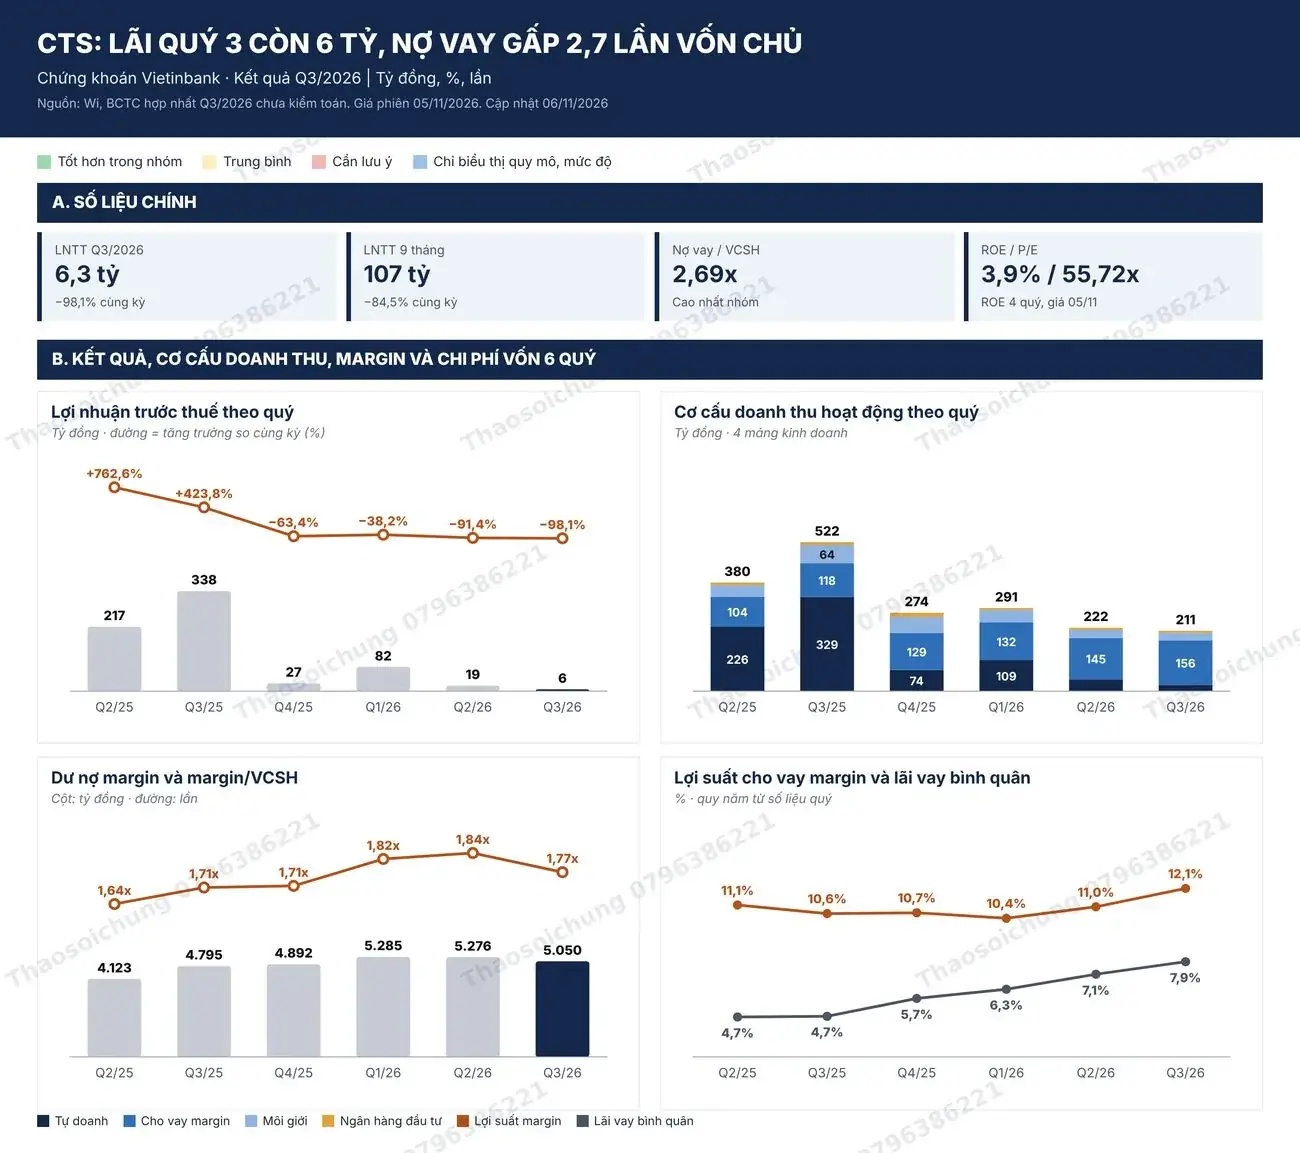 CTS: LÃI QUÝ 3 CÒN 6 TỶ, NỢ VAY GẤP 2,7 LẦN VỐN CHỦ
Chứng khoán Vietinbank · Kết quả Q3/2026 | Tỷ đồng, %, lần
Nguồn: Wi, BCTC hợp nhất Q3/2026 chưa kiểm toán. Giá phiên 05/11/2026. Cập nhật 06/11/2026
Tốt hơn trong nhóm
Trung bình
Cần lưu ý
Chỉ biểu thị quy mô, mức độ
A. SỐ LIỆU CHÍNH
LNTT Q3/2026
6,3 tỷ
−98,1% cùng kỳ
LNTT 9 tháng
107 tỷ
−84,5% cùng kỳ
Nợ vay / VCSH
2,69x
Cao nhất nhóm
ROE / P/E
3,9% / 55,72x
ROE 4 quý, giá 05/11
B. KẾT QUẢ, CƠ CẤU DOANH THU, MARGIN VÀ CHI PHÍ VỐN 6 QUÝ
Lợi nhuận trước thuế theo quý
Tỷ đồng · đường = tăng trưởng so cùng kỳ (%)
+762,6% +423,8% −63,4% −38,2% −91,4% −98,1%
217 338 27 82 19 6
Q2/25 Q3/25 Q4/25 Q1/26 Q2/26 Q3/26
Cơ cấu doanh thu hoạt động theo quý
Tỷ đồng · 4 mảng kinh doanh
380 522 274 291 222 211
64
104 118 129 132 145 156
226 329 74 109
Q2/25 Q3/25 Q4/25 Q1/26 Q2/26 Q3/26
Dư nợ margin và margin/VCSH
Cột: tỷ đồng · đường: lần
1,64x 1,71x 1,71x 1,82x 1,84x 1,77x
4.123 4.795 4.892 5.285 5.276 5.050
Q2/25 Q3/25 Q4/25 Q1/26 Q2/26 Q3/26
Lợi suất cho vay margin và lãi vay bình quân
% · quy năm từ số liệu quý
11,1% 10,6% 10,7% 10,4% 11,0% 12,1%
4,7% 4,7% 5,7% 6,3% 7,1% 7,9%
Q2/25 Q3/25 Q4/25 Q1/26 Q2/26 Q3/26
Tự doanh
Cho vay margin
Môi giới
Ngân hàng đầu tư
Lợi suất margin
Lãi vay bình quân
Thaosoichung 0796386221